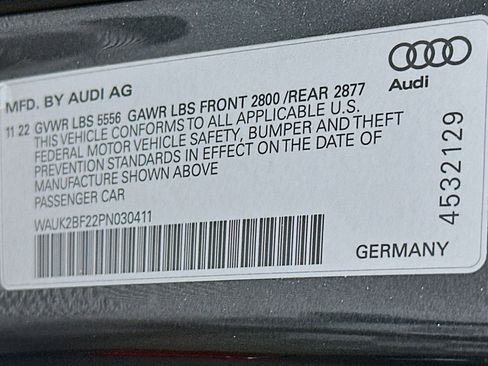 MFD. BY AUDI AG
11 22 GVWR LBS 5556 GAWR LBS FRONT 2800 /REAR 2877
THIS VEHICLE CONFORMS TO ALL APPLICABLE U.S.
FEDERAL MOTOR VEHICLE SAFETY, BUMPER AND THEFT
PREVENTION STANDARDS IN EFFECT ON THE DATE OF
MANUFACTURE SHOWN ABOVE
PASSENGER CAR
WAUK2BF22PN030411
Audi
4532129
GERMANY